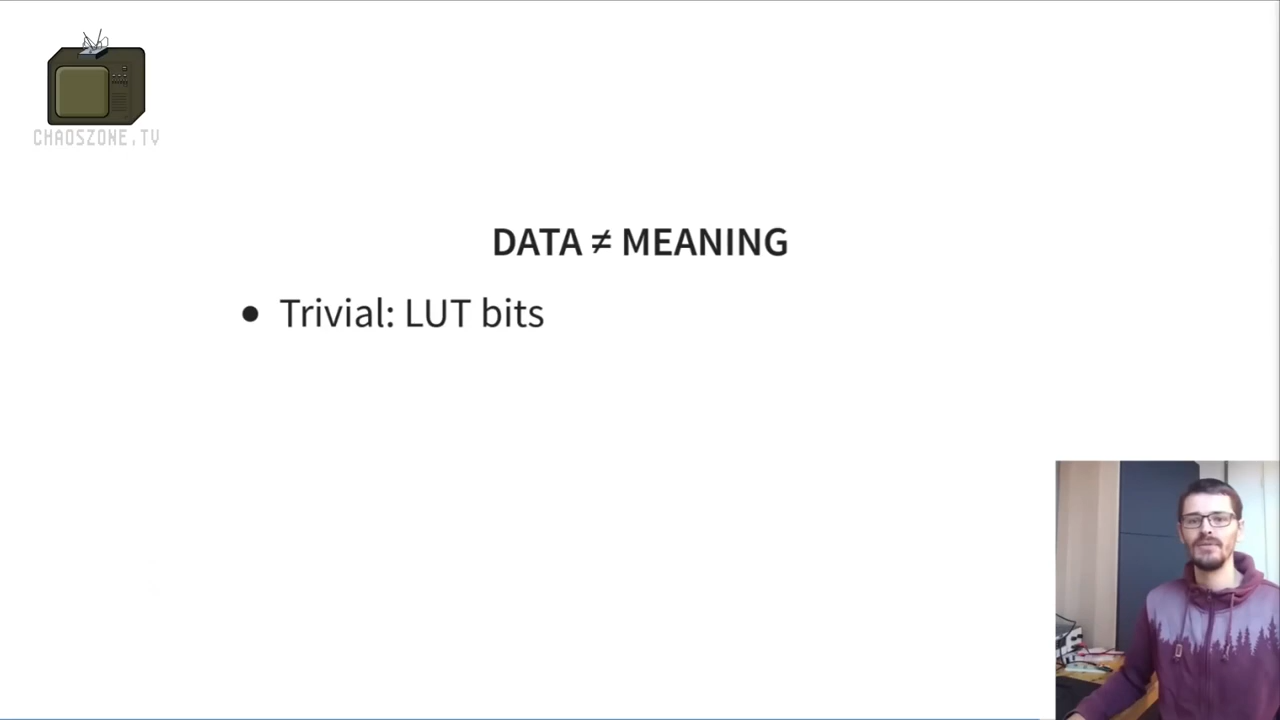 CHAOSZONE.TV
DATA ≠ MEANING
• Trivial: LUT bits